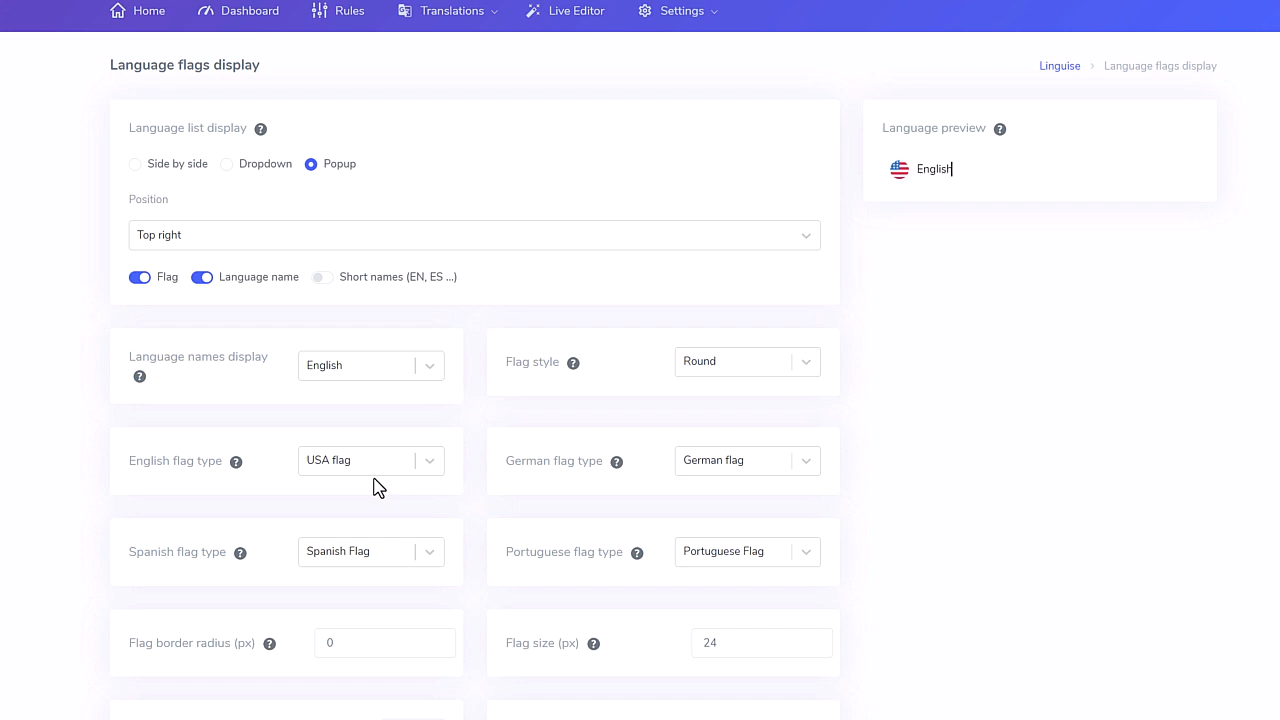 Home Dashboard Rules Translations Live Editor Settings
Language flags display
Linguise > Language flags display
Language list display ?
Side by side Dropdown Popup
Position
Top right
Flag Language name Short names (EN, ES ...)
Language preview ?
English
Language names display ?
English
Flag style ?
Round
English flag type ?
USA flag
German flag type ?
German flag
Spanish flag type ?
Spanish Flag
Portuguese flag type ?
Portuguese Flag
Flag border radius (px) ?
0
Flag size (px) ?
24